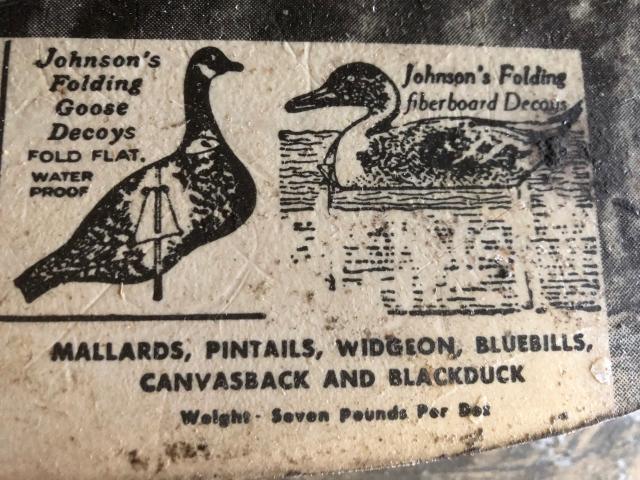 Johnson's
Folding
Goose
Decoys
FOLD FLAT.
WATER
PROOF
Johnson's Folding
fiberboard Decoys
MALLARDS, PINTAILS, WIDGEON, BLUEBILLS,
CANVASBACK AND BLACKDUCK
Weight - Seven Pounds Per Doz